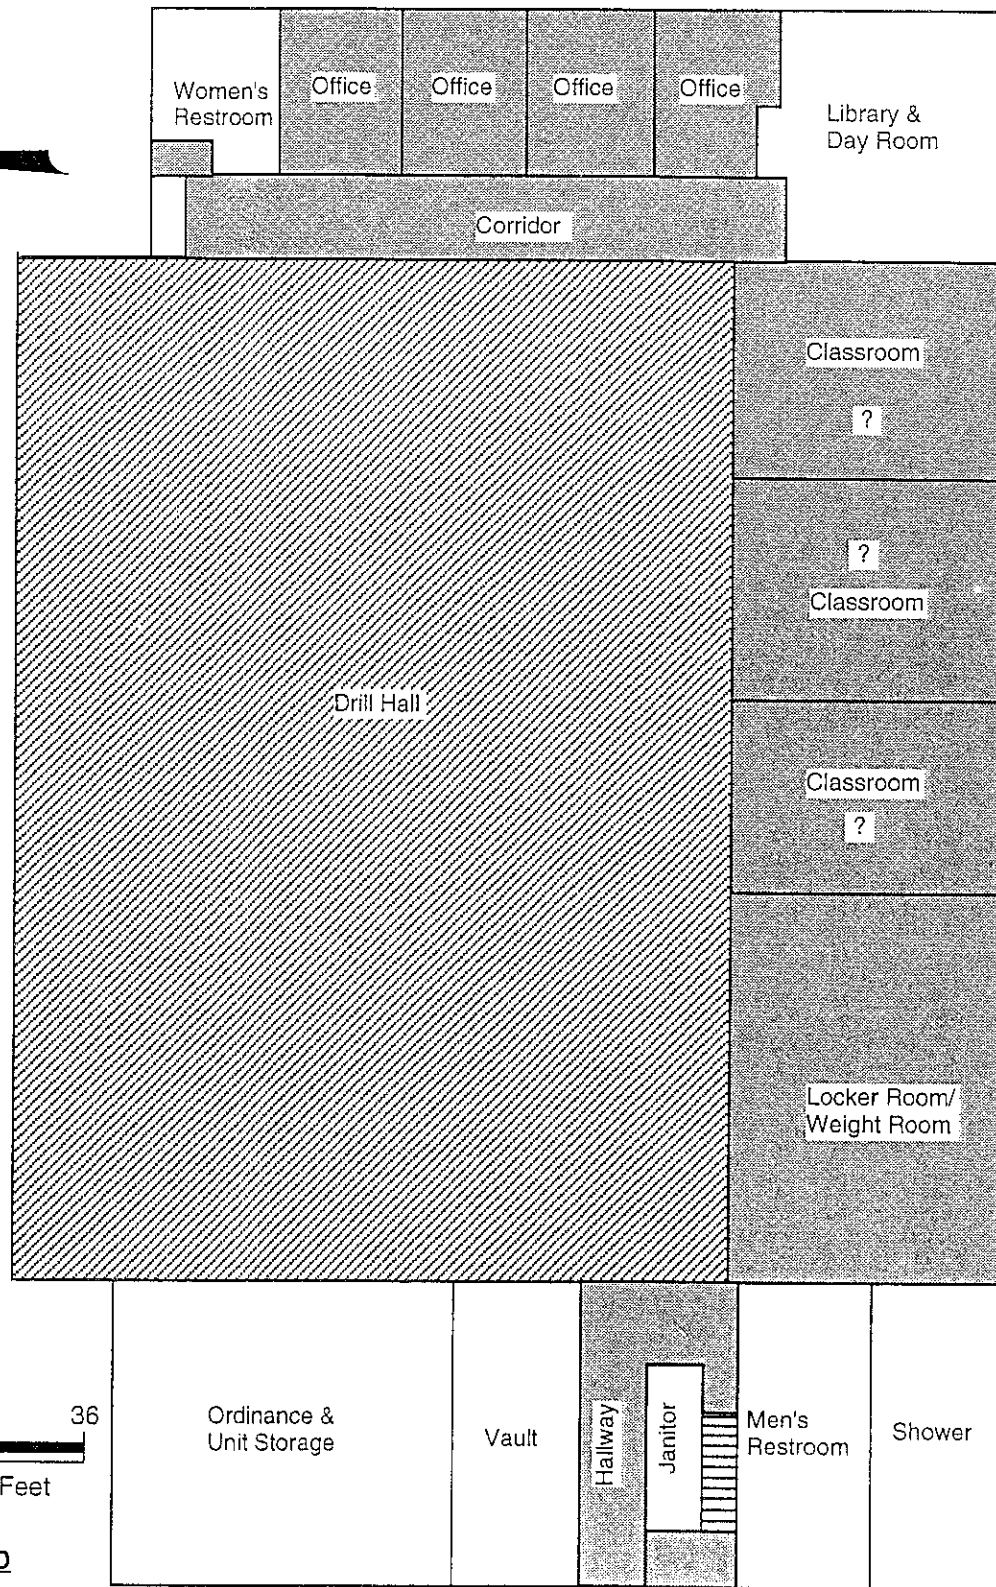 Women's
Restroom
Office
Office
Office
Office
Library &
Day Room
Corridor
Classroom
?
?
Classroom
Drill Hall
Classroom
?
Locker Room/
Weight Room
36
Feet
Ordinance &
Unit Storage
Vault
Hallway
Janitor
Men's
Restroom
Shower